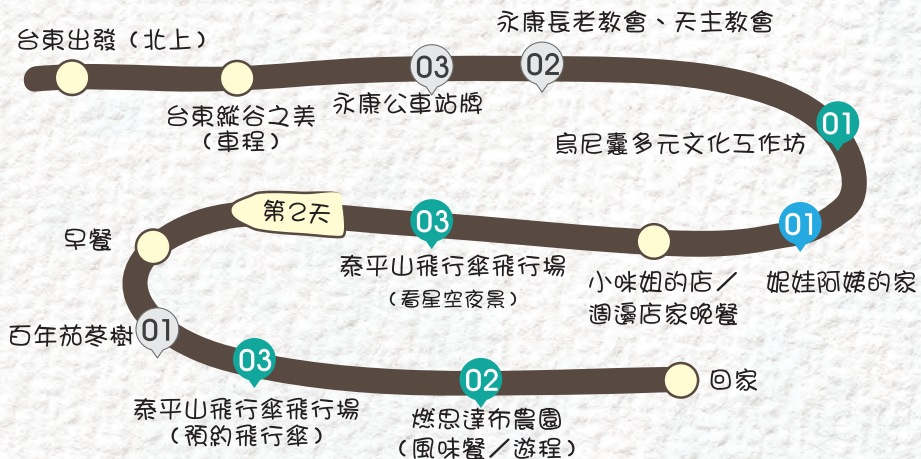 台東出發（北上）
台東縱谷之美
（車程）
03
永康公車站牌
永康長老教會、天主教會
02
01
烏尼囊多元文化工作坊
01
妮娃阿姨的家
小咪姐的店／
週邊店家晚餐
03
泰平山飛行傘飛行場
（看星空夜景）
第2天
早餐
01
百年茄苳樹
03
泰平山飛行傘飛行場
（預約飛行傘）
02
燃思達布農園
（風味餐／遊程）
回家